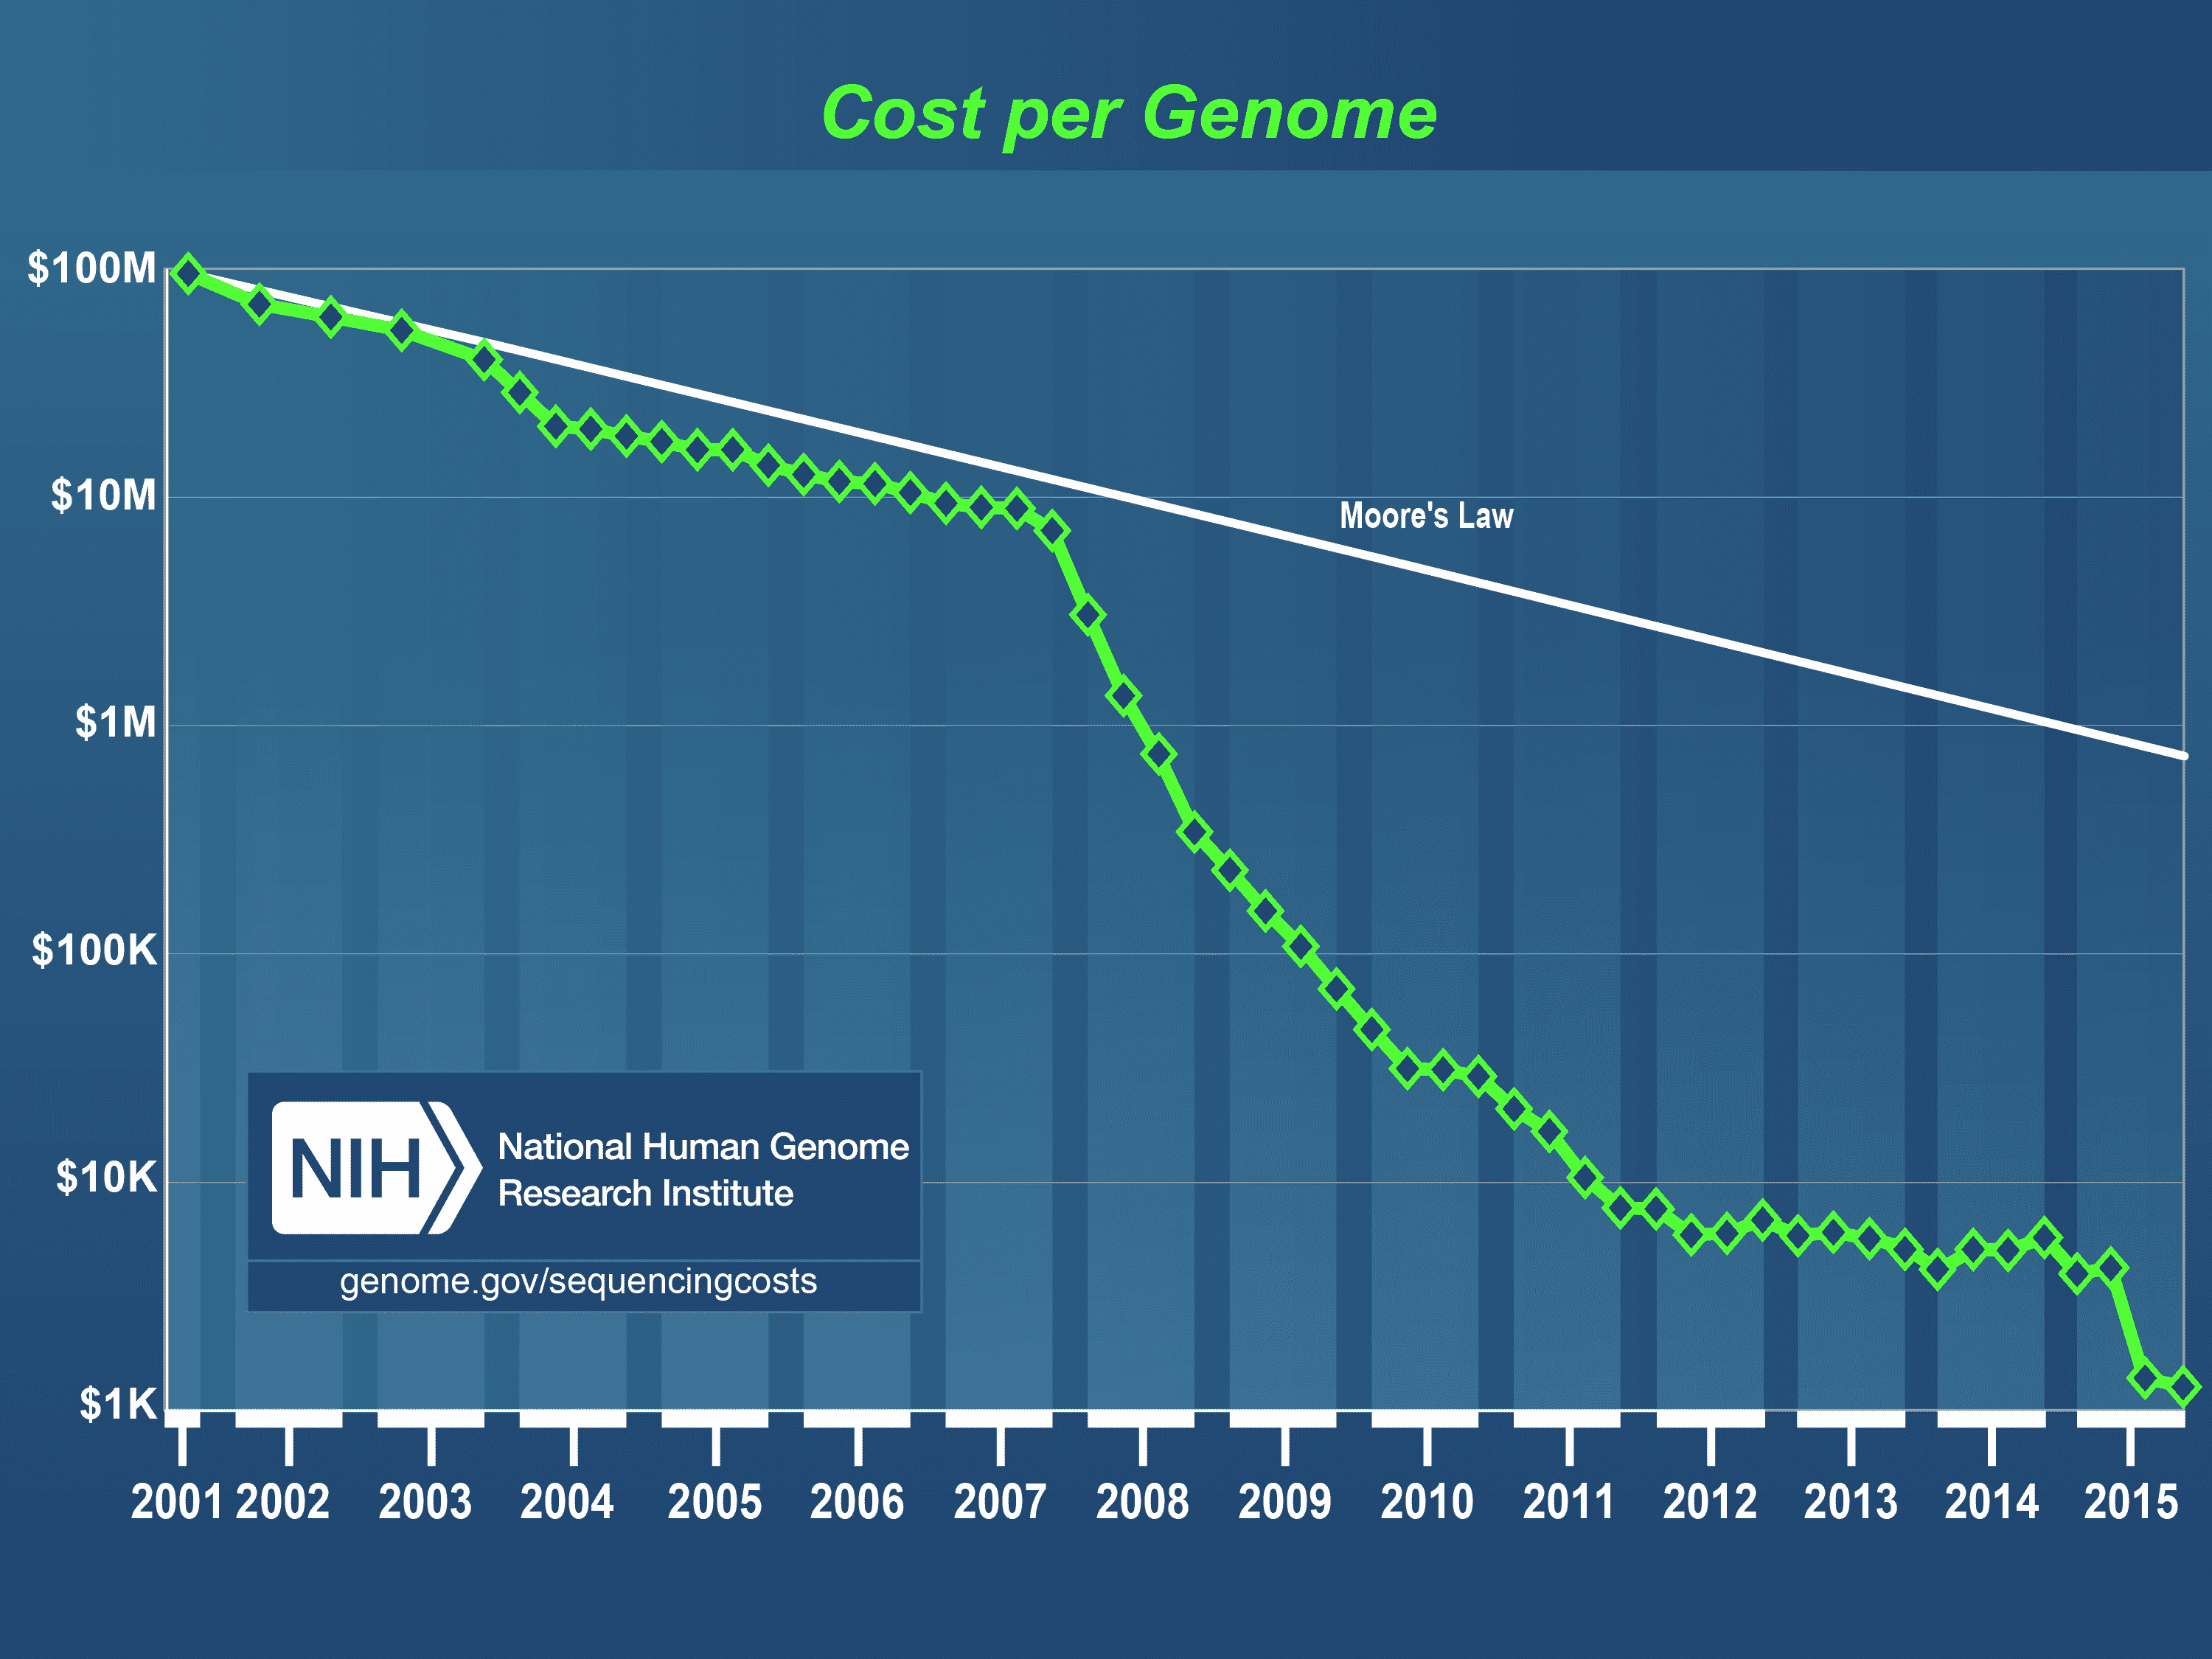 Cost per Genome
$100M
$10M
Moore's Law
$1M
$100K
$10K
$1K
NIH
National Human Genome
Research Institute
genome.gov/sequencingcosts
2001 2002 2003 2004 2005 2006 2007 2008 2009 2010 2011 2012 2013 2014 2015